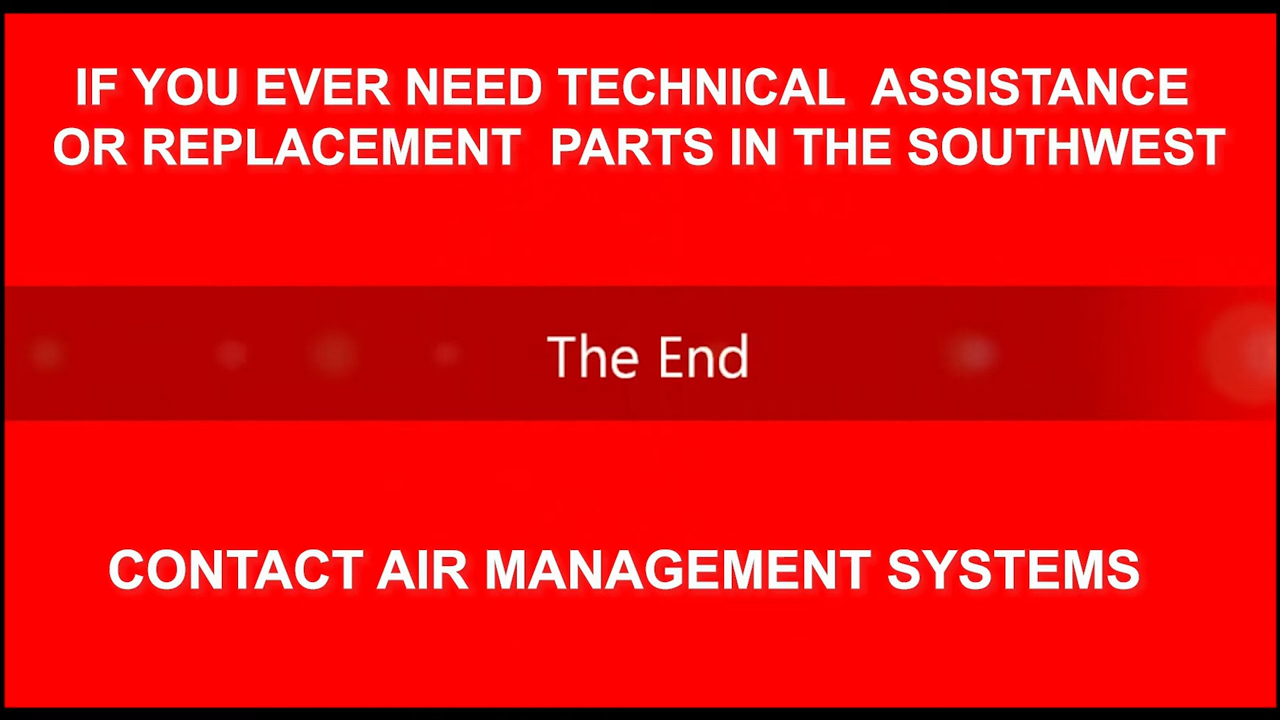 IF YOU EVER NEED TECHNICAL ASSISTANCE
OR REPLACEMENT PARTS IN THE SOUTHWEST
The End
CONTACT AIR MANAGEMENT SYSTEMS